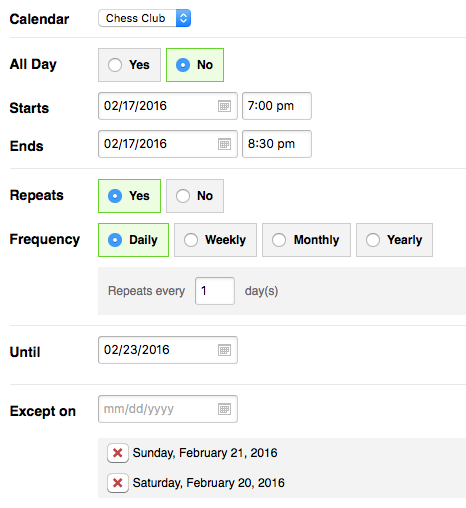 Calendar Chess Club
All Day Yes No
Starts 02/17/2016 7:00 pm
Ends 02/17/2016 8:30 pm
Repeats Yes No
Frequency Daily Weekly Monthly Yearly
Repeats every 1 day(s)
Until 02/23/2016
Except on mm/dd/yyyy
Sunday, February 21, 2016
Saturday, February 20, 2016